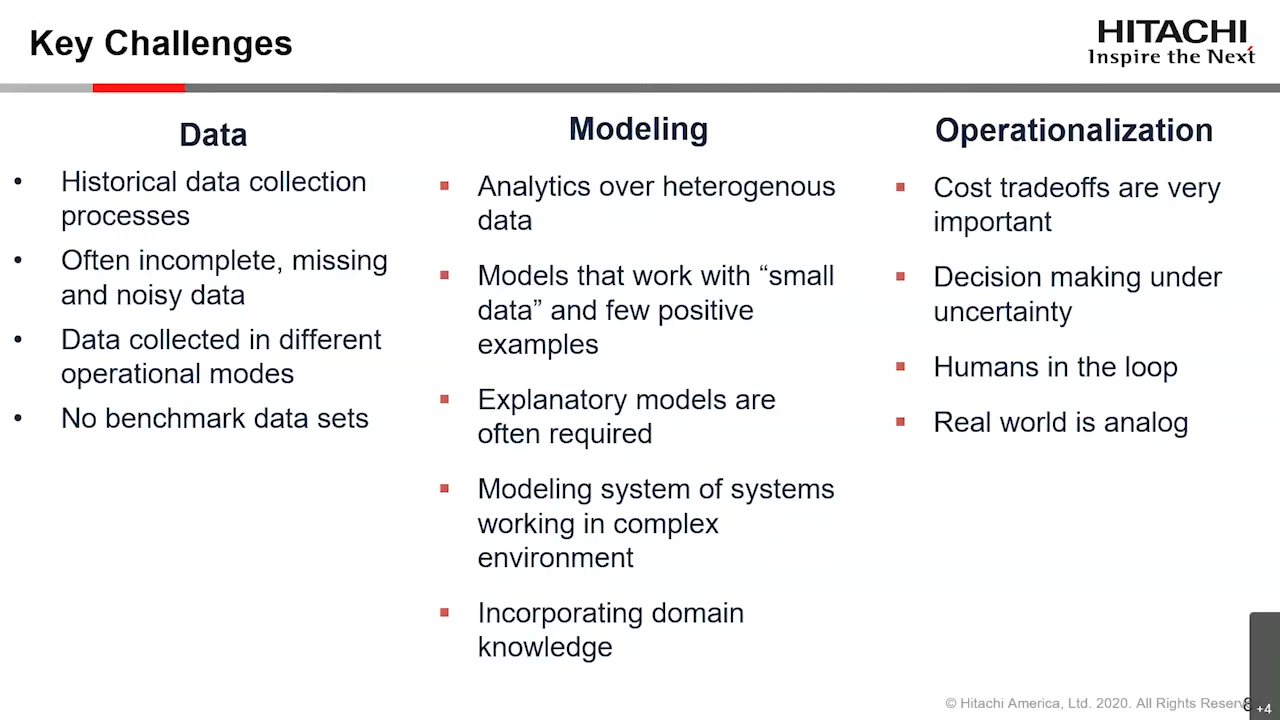 Key Challenges
HITACHI
Inspire the Next
Data
Historical data collection
processes
Often incomplete, missing
and noisy data
Data collected in different
operational modes
No benchmark data sets
Modeling
Analytics over heterogenous
data
Models that work with “small
data” and few positive
examples
Explanatory models are
often required
Modeling system of systems
working in complex
environment
Incorporating domain
knowledge
Operationalization
Cost tradeoffs are very
important
Decision making under
uncertainty
Humans in the loop
Real world is analog
© Hitachi America, Ltd. 2020. All Rights Reserv
8
+4